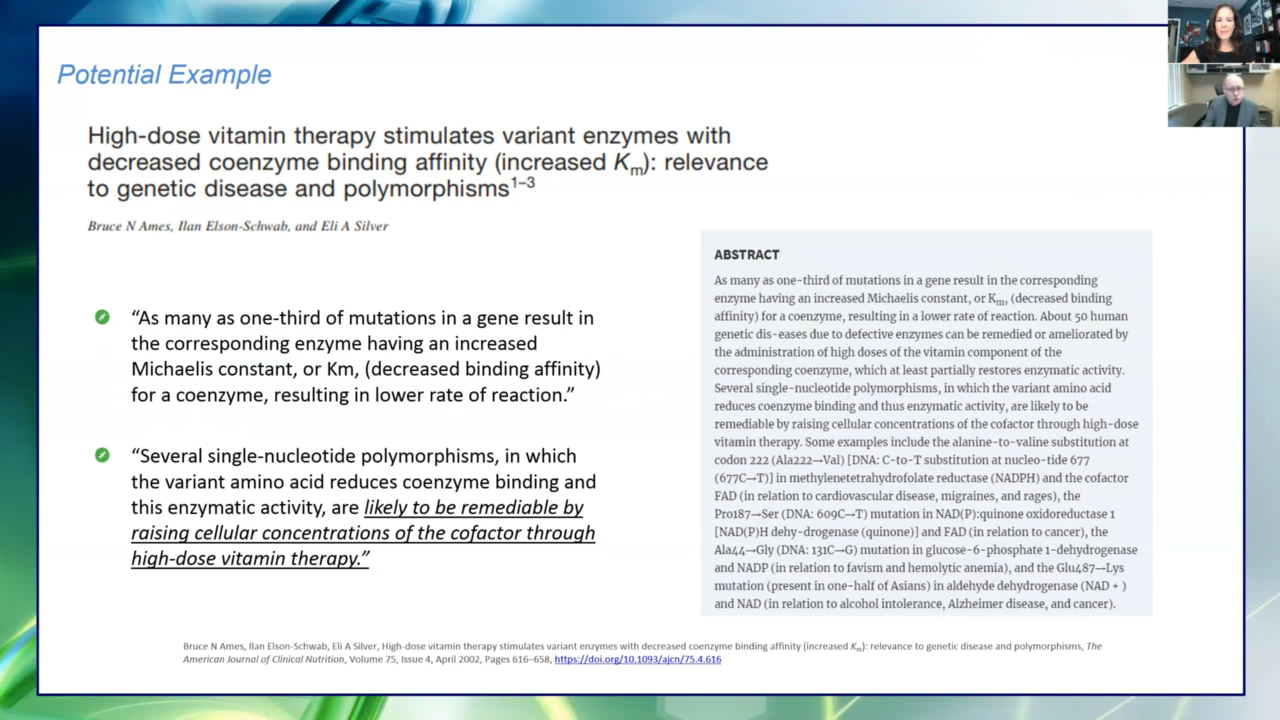 Potential Example
High-dose vitamin therapy stimulates variant enzymes with
decreased coenzyme binding affinity (increased Km): relevance
to genetic disease and polymorphisms1–3
Bruce N Ames, Ilan Elson-Schwab, and Eli A Silver
“As many as one-third of mutations in a gene result in
the corresponding enzyme having an increased
Michaelis constant, or Km, (decreased binding affinity)
for a coenzyme, resulting in lower rate of reaction.”
“Several single-nucleotide polymorphisms, in which
the variant amino acid reduces coenzyme binding and
this enzymatic activity, are likely to be remediable by
raising cellular concentrations of the cofactor through
high-dose vitamin therapy.”
ABSTRACT
As many as one-third of mutations in a gene result in the corresponding
enzyme having an increased Michaelis constant, or Km, (decreased binding
affinity) for a coenzyme, resulting in a lower rate of reaction. About 50 human
genetic dis-eases due to defective enzymes can be remedied or ameliorated by
the administration of high doses of the vitamin component of the
corresponding coenzyme, which at least partially restores enzymatic activity.
Several single-nucleotide polymorphisms, in which the variant amino acid
reduces coenzyme binding and thus enzymatic activity, are likely to be
remediable by raising cellular concentrations of the cofactor through high-dose
vitamin therapy. Some examples include the alanine-to-valine substitution at
codon 222 (Ala222→Val) [DNA: C-to-T substitution at nucleo-tide 677
(677C→T)] in methylenetetrahydrofolate reductase (NADPH) and the cofactor
FAD (in relation to cardiovascular disease, migraines, and rages), the
Pro187→Ser (DNA: 609C→T) mutation in NAD(P):quinone oxidoreductase 1
[NAD(P)H dehy-drogenase (quinone)] and FAD (in relation to cancer), the
Ala44→Gly (DNA: 131C→G) mutation in glucose-6-phosphate 1-dehydrogenase
and NADP (in relation to favism and hemolytic anemia), and the Glu487→Lys
mutation (present in one-half of Asians) in aldehyde dehydrogenase (NAD + )
and NAD (in relation to alcohol intolerance, Alzheimer disease, and cancer).
Bruce N Ames, Ilan Elson-Schwab, Eli A Silver, High-dose vitamin therapy stimulates variant enzymes with decreased coenzyme binding affinity (increased Km): relevance to genetic disease and polymorphisms, The
American Journal of Clinical Nutrition, Volume 75, Issue 4, April 2002, Pages 616–658, https://doi.org/10.1093/ajcn/75.4.616